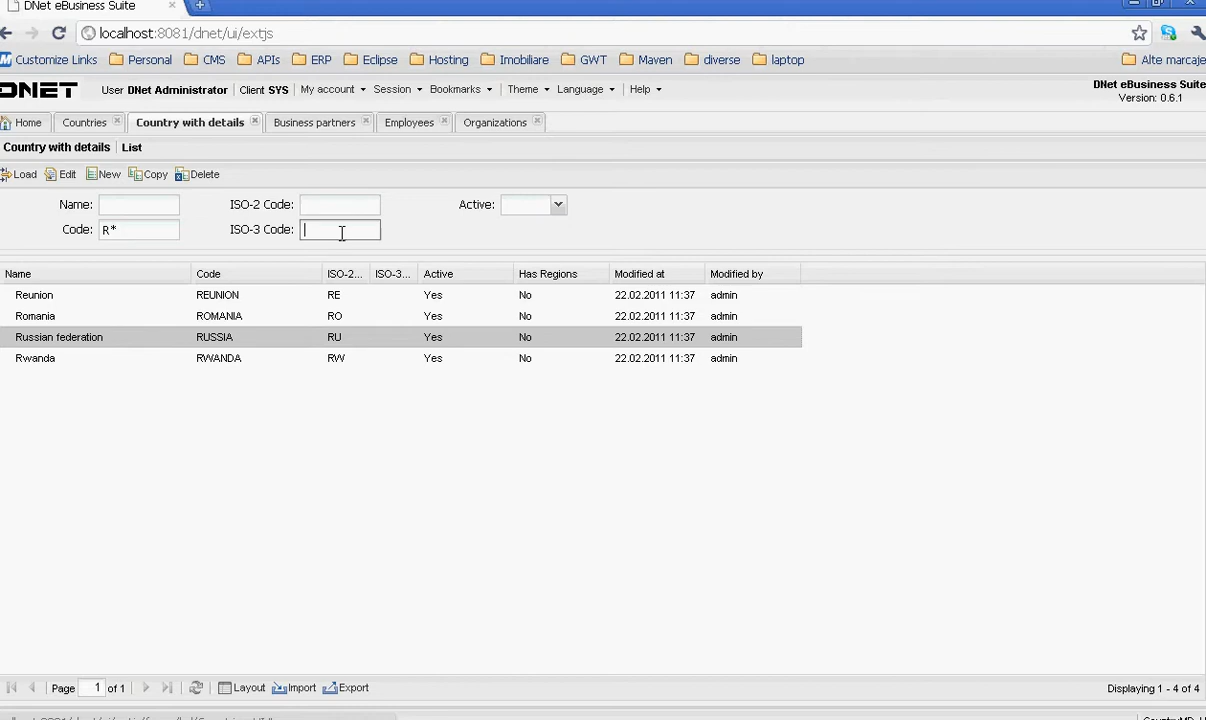 DNet eBusiness Suite
localhost:8081/dnet/ui/extjs
Customize Links Personal CMS APIs ERP Eclipse Hosting Imobiliare GWT Maven diverse laptop Alte marcaje
DNET User DNet Administrator Client SYS My account Session Bookmarks Theme Language Help DNet eBusiness Suite
Version: 0.6.1
Home Countries Country with details Business partners Employees Organizations
Country with details List
Load Edit New Copy Delete
Name: ISO-2 Code: Active:
Code: R* ISO-3 Code:
Name Code ISO-2... ISO-3... Active Has Regions Modified at Modified by
Reunion REUNION RE Yes No 22.02.2011 11:37 admin
Romania ROMANIA RO Yes No 22.02.2011 11:37 admin
Russian federation RUSSIA RU Yes No 22.02.2011 11:37 admin
Rwanda RWANDA RW Yes No 22.02.2011 11:37 admin
Page 1 of 1 Layout Import Export Displaying 1 - 4 of 4